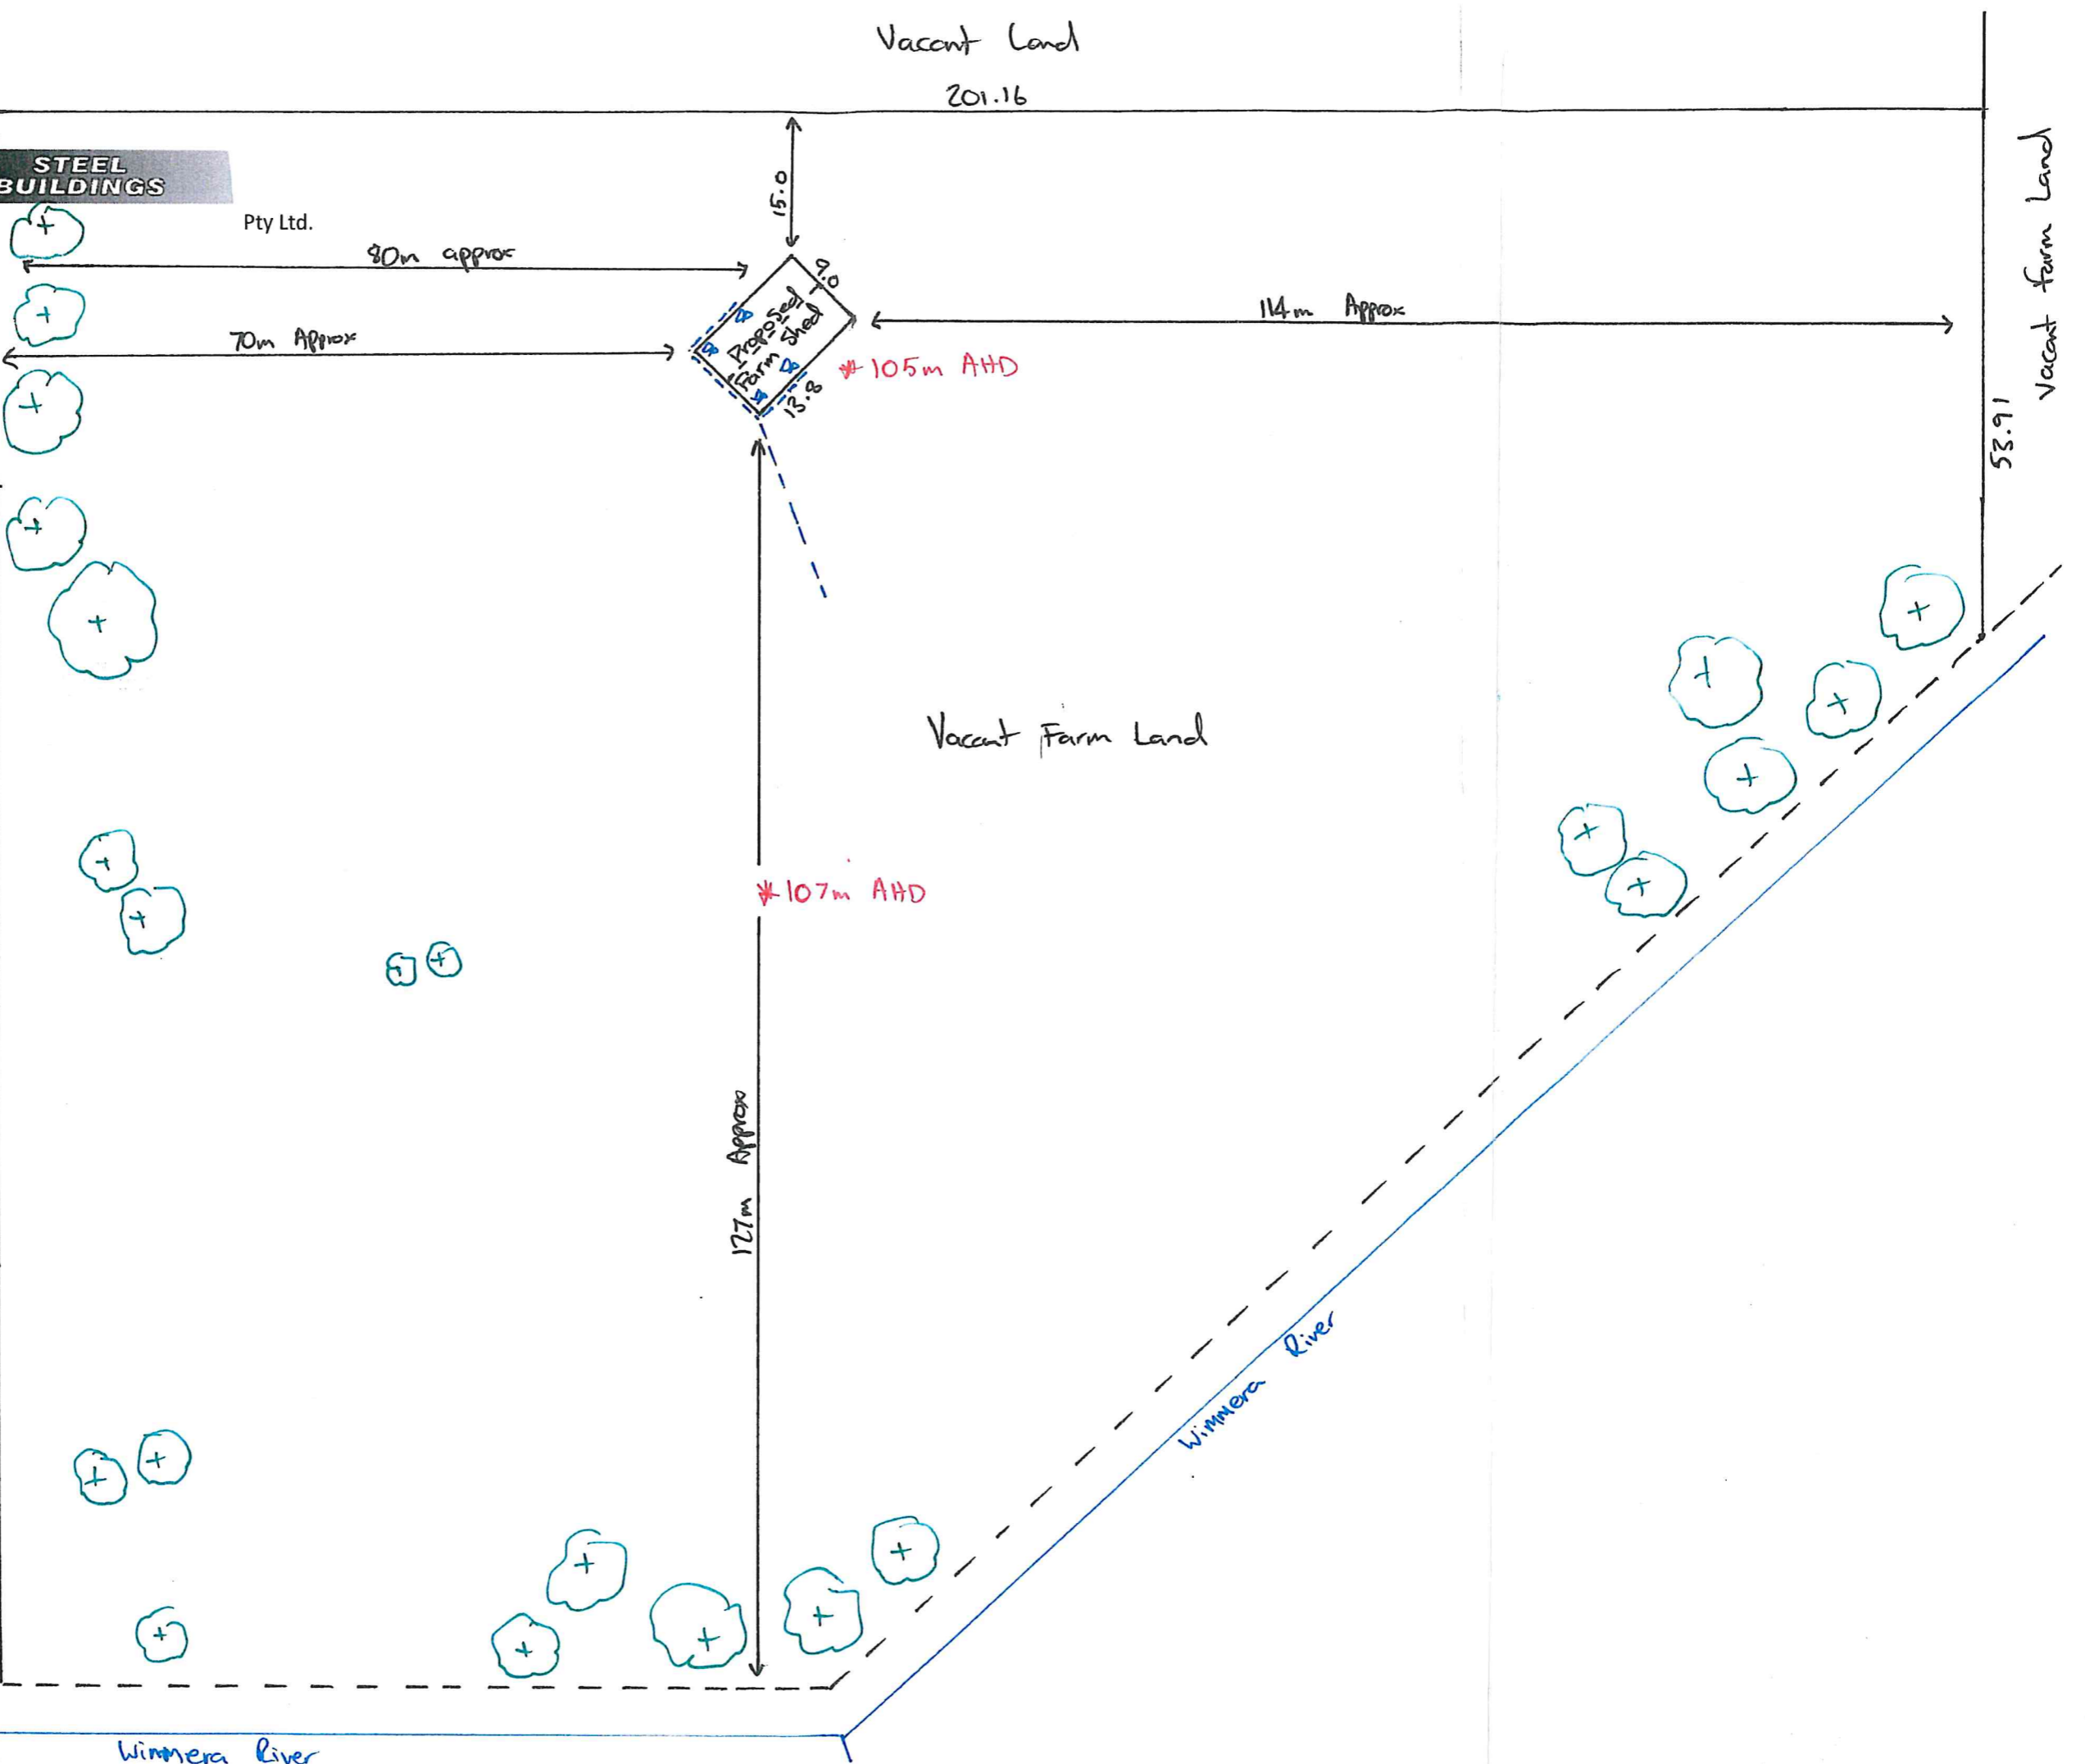 Vacant Land
201.16
STEEL
BUILDINGS
Pty Ltd.
15.0
80m approx
9.0
Proposed
Farm Shed
13.8
70m Approx
114m Approx
*105m AHD
Vacant farm Land
53.91
Vacant Farm Land
*107m AHD
127m Approx
Wimmera River
Wimmera River